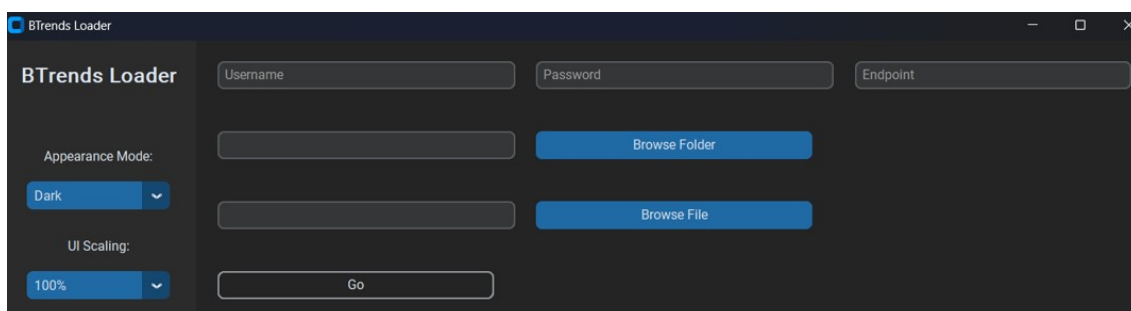 BTrends Loader
BTrends Loader
Username
Password
Endpoint
Appearance Mode:
Browse Folder
Dark
Browse File
UI Scaling:
100%
Go